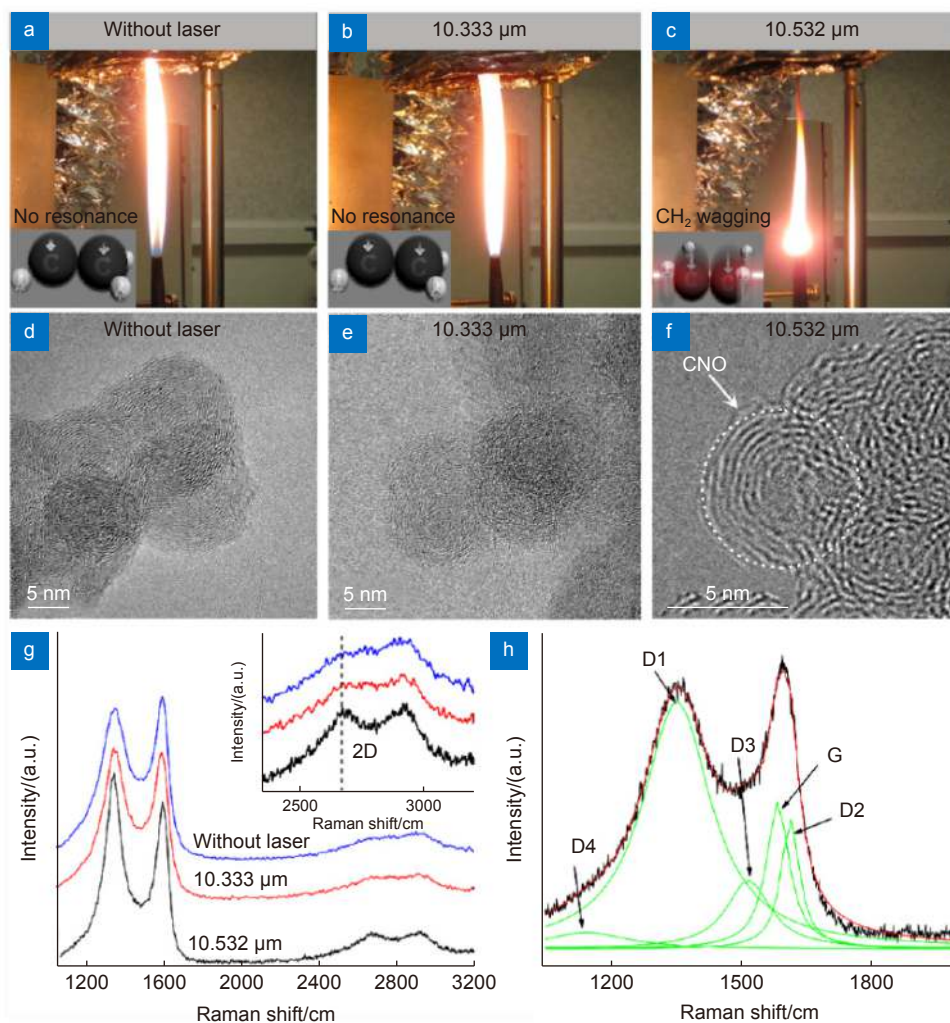 a
Without laser
b
10.333 µm
c
10.532 µm
No resonance
No resonance
CH₂ wagging
C
C
C
C
d
Without laser
e
10.333 µm
f
10.532 µm
CNO
5 nm
5 nm
5 nm
g
Intensity/(a.u.)
Without laser
10.333 µm
10.532 µm
1200
1600
2000
2400
2800
3200
Raman shift/cm
Intensity/(a.u.)
2D
2500
3000
Raman shift/cm
h
Intensity/(a.u.)
D1
D3
G
D2
D4
1200
1500
1800
Raman shift/cm